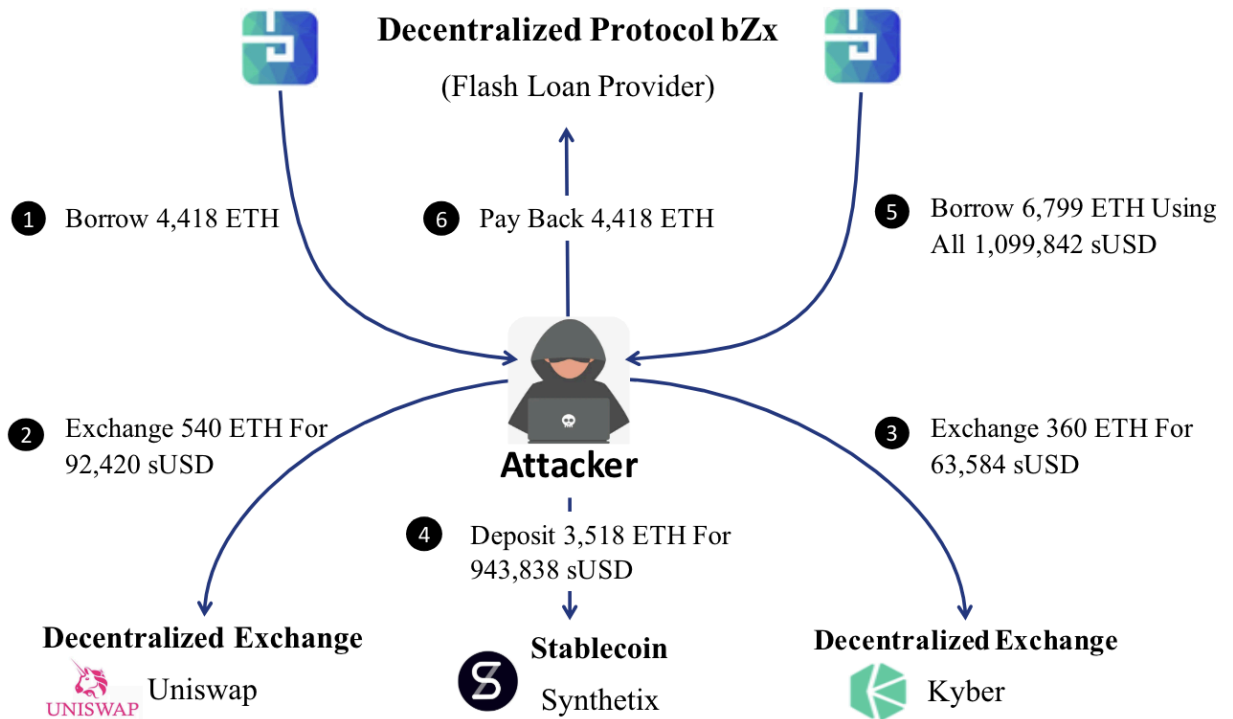 Decentralized Protocol bZx
(Flash Loan Provider)
1 Borrow 4,418 ETH
6 Pay Back 4,418 ETH
5 Borrow 6,799 ETH Using
All 1,099,842 sUSD
2 Exchange 540 ETH For
92,420 sUSD
Attacker
3 Exchange 360 ETH For
63,584 sUSD
4 Deposit 3,518 ETH For
943,838 sUSD
Decentralized Exchange
UNISWAP
Uniswap
Stablecoin
Synthetix
Decentralized Exchange
Kyber